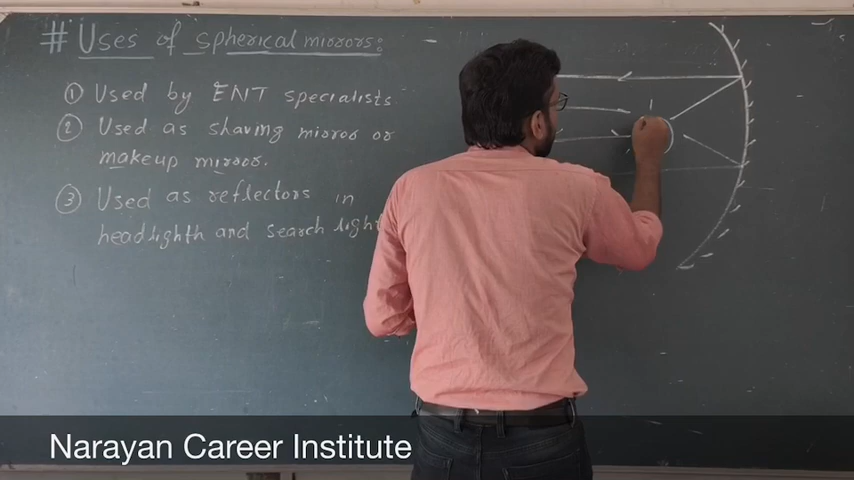 # Uses of spherical mirrors:
① Used by ENT specialists
② Used as shaving mirror or
makeup mirror.
③ Used as reflectors in
headlighth and search light
Narayan Career Institute